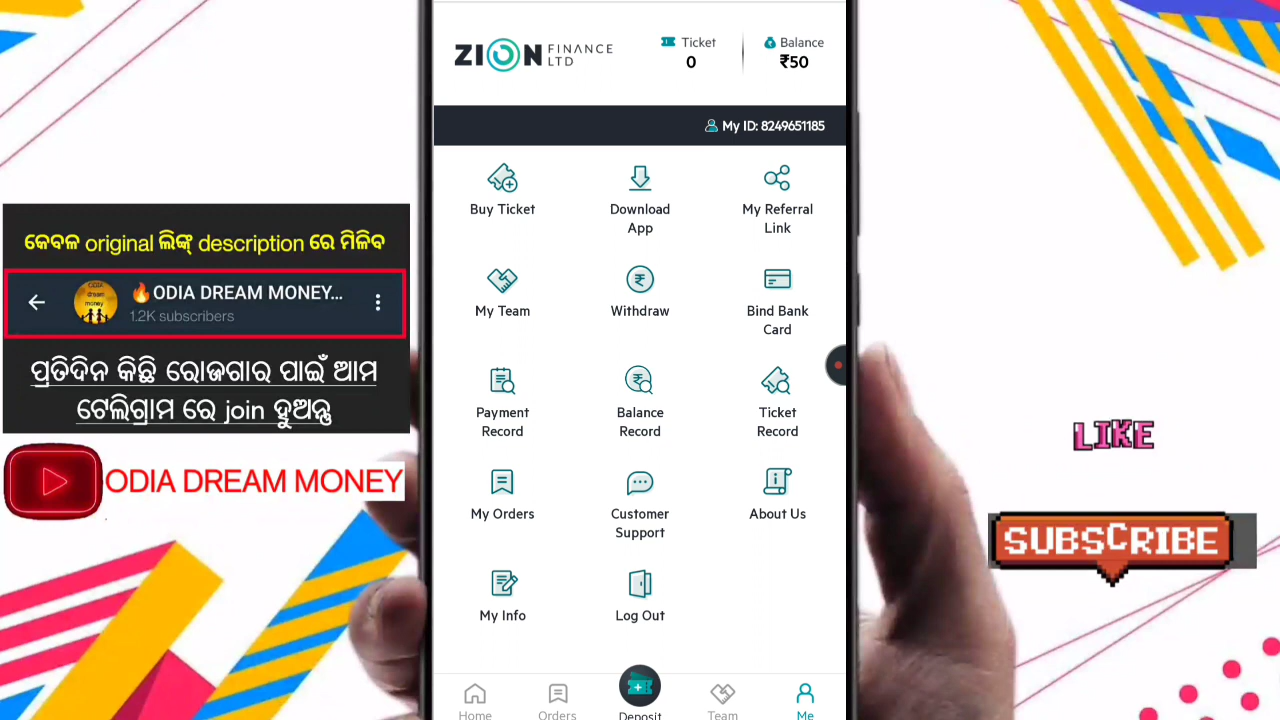 କେବଳ original ଲିଙ୍କ୍ description ରେ ମିଳିବ
🔥ODIA DREAM MONEY...
1.2K subscribers
ODIA
dream
money
ପ୍ରତିଦିନ କିଛି ରୋଜଗାର ପାଇଁ ଆମ
ଟେଲିଗ୍ରାମ ରେ join ହୁଅନ୍ତୁ
ODIA DREAM MONEY
ZION FINANCE LTD
Ticket
0
Balance
₹50
My ID: 8249651185
Buy Ticket
Download App
My Referral Link
My Team
Withdraw
Bind Bank Card
Payment Record
Balance Record
Ticket Record
My Orders
Customer Support
About Us
My Info
Log Out
Home
Orders
Deposit
Team
Me
LIKE
SUBSCRIBE